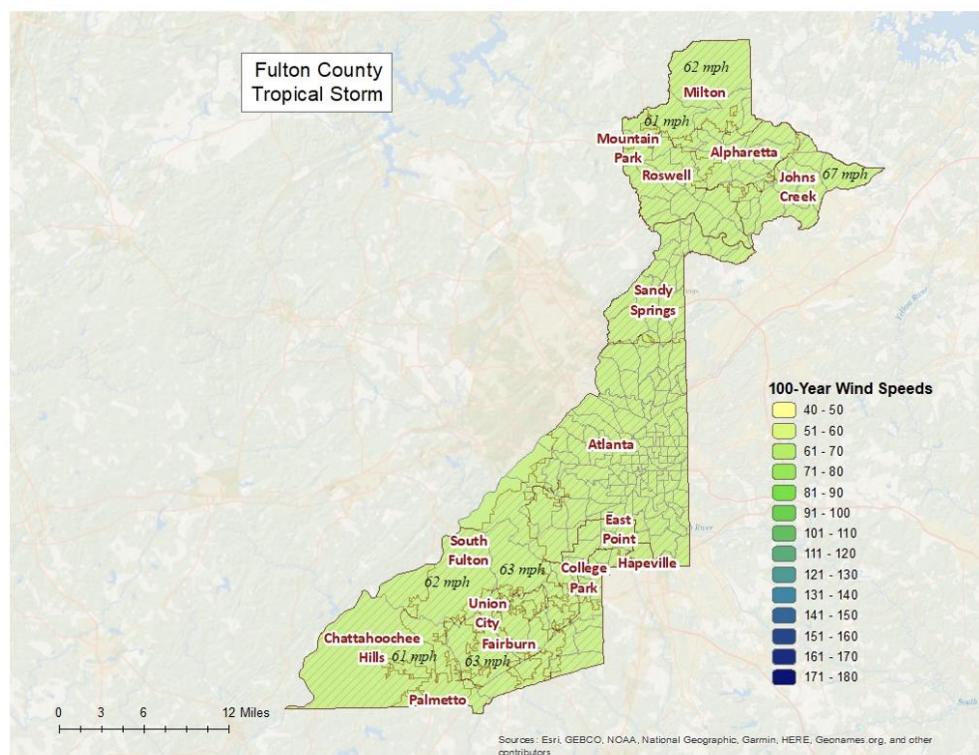 Fulton County
Tropical Storm
62 mph
Milton
61 mph
Mountain
Park
Alpharetta
Roswell
Johns
Creek
67 mph
Sandy
Springs
Yellow River
100-Year Wind Speeds
40 - 50
51 - 60
61 - 70
71 - 80
81 - 90
91 - 100
101 - 110
111 - 120
121 - 130
131 - 140
141 - 150
151 - 160
161 - 170
171 - 180
Atlanta
East
Point
River
South
Fulton
College
Park
Hapeville
63 mph
62 mph
Union
City
Chattahoochee
Hills
Fairburn
61 mph
63 mph
Palmetto
0 3 6 12 Miles
South
Sources: Esri, GEBCO, NOAA, National Geographic, Garmin, HERE, Geonames.org, and other
contributors